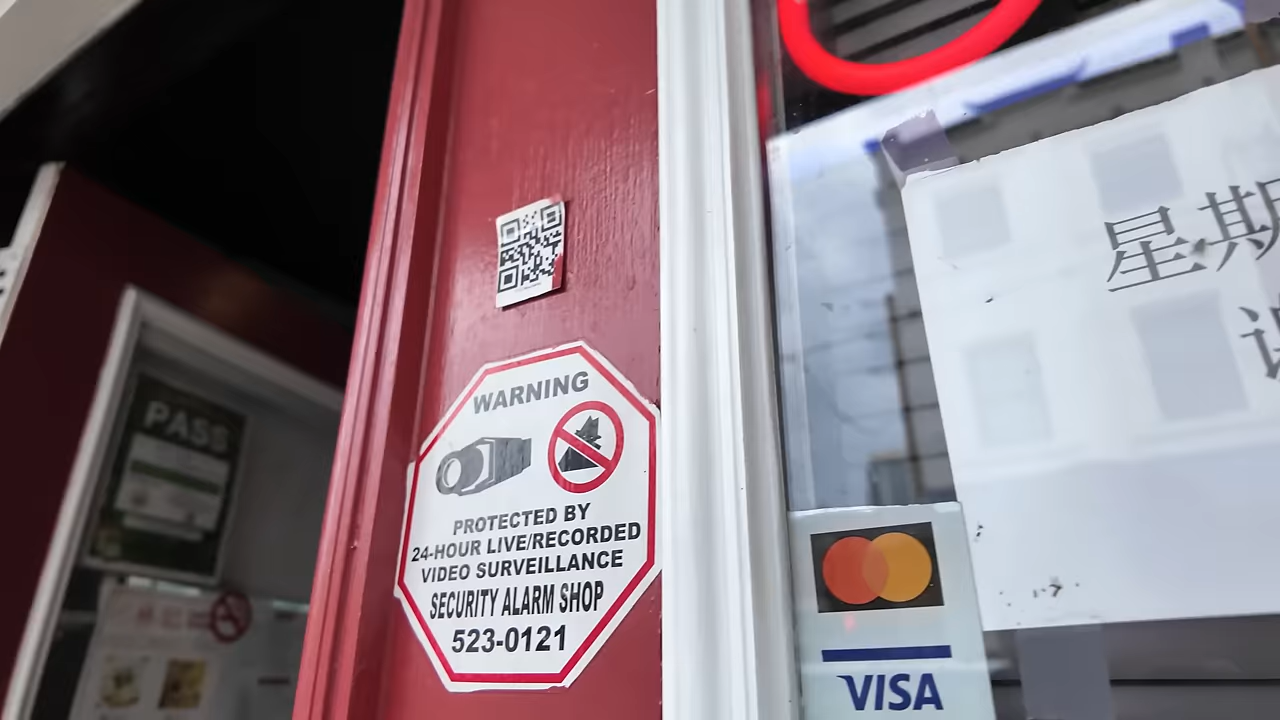 PASS
WARNING
PROTECTED BY
24-HOUR LIVE/RECORDED
VIDEO SURVEILLANCE
SECURITY ALARM SHOP
523-0121
星期
VISA